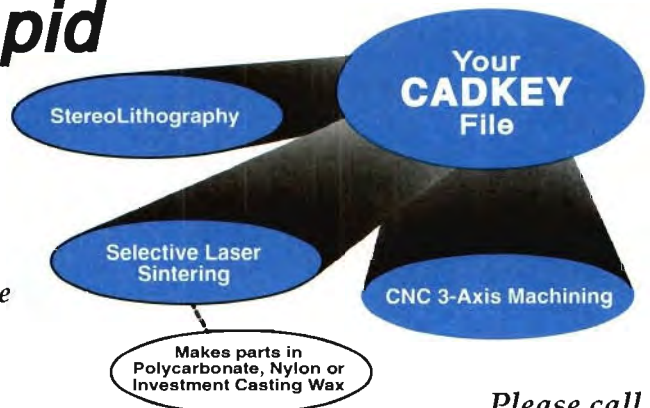 pid
Your
CADKEY
File
StereoLithography
Selective Laser
Sintering
e
CNC 3-Axis Machining
Makes parts in
Polycarbonate, Nylon or
Investment Casting Wax
Please call